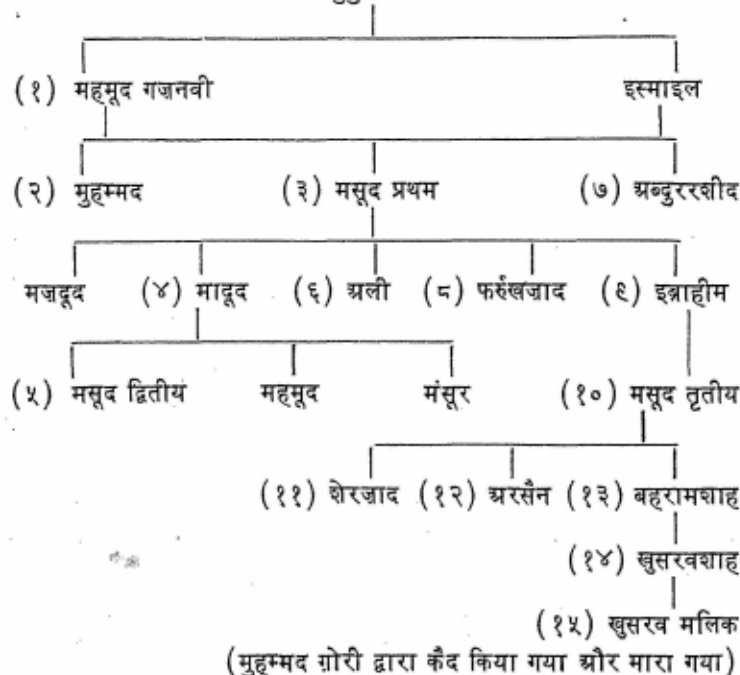 (१) महमूद गज़नवी इस्माइल
(२) मुहम्मद (३) मसूद प्रथम (७) अब्दुररशीद
मजदूद (४) मादूद (६) अली (८) फर्रुखज़ाद (९) इब्राहीम
(५) मसूद द्वितीय महमूद मंसूर (१०) मसूद तृतीय
(११) शेरज़ाद (१२) अरसैन (१३) बहरामशाह
(१४) खुसरवशाह
(१५) खुसरव मलिक
(मुहम्मद ग़ोरी द्वारा कैद किया गया और मारा गया)